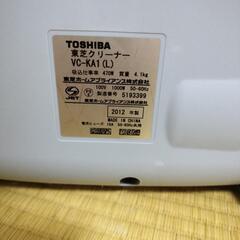 TOSHIBA
東芝クリーナー
VC-KA1(L)
吸込仕事率 470W 質量 4.1kg
100V 1000W 50-60Hz
東芝ホームアプライアンス株式会社
製造番号 5193399
2012 年製
MADE IN CHINA